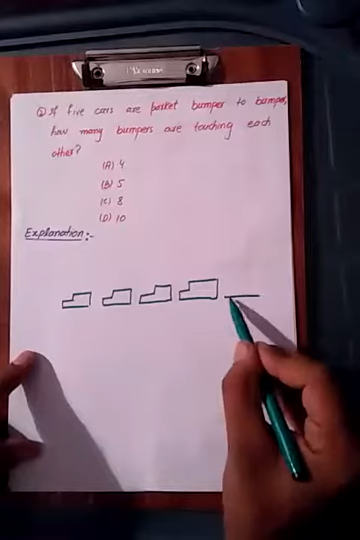 Q) If five cars are parket bumper to bumper,
how many bumpers are touching each
other?
(A) 4
(B) 5
(C) 8
(D) 10
Explanation:-